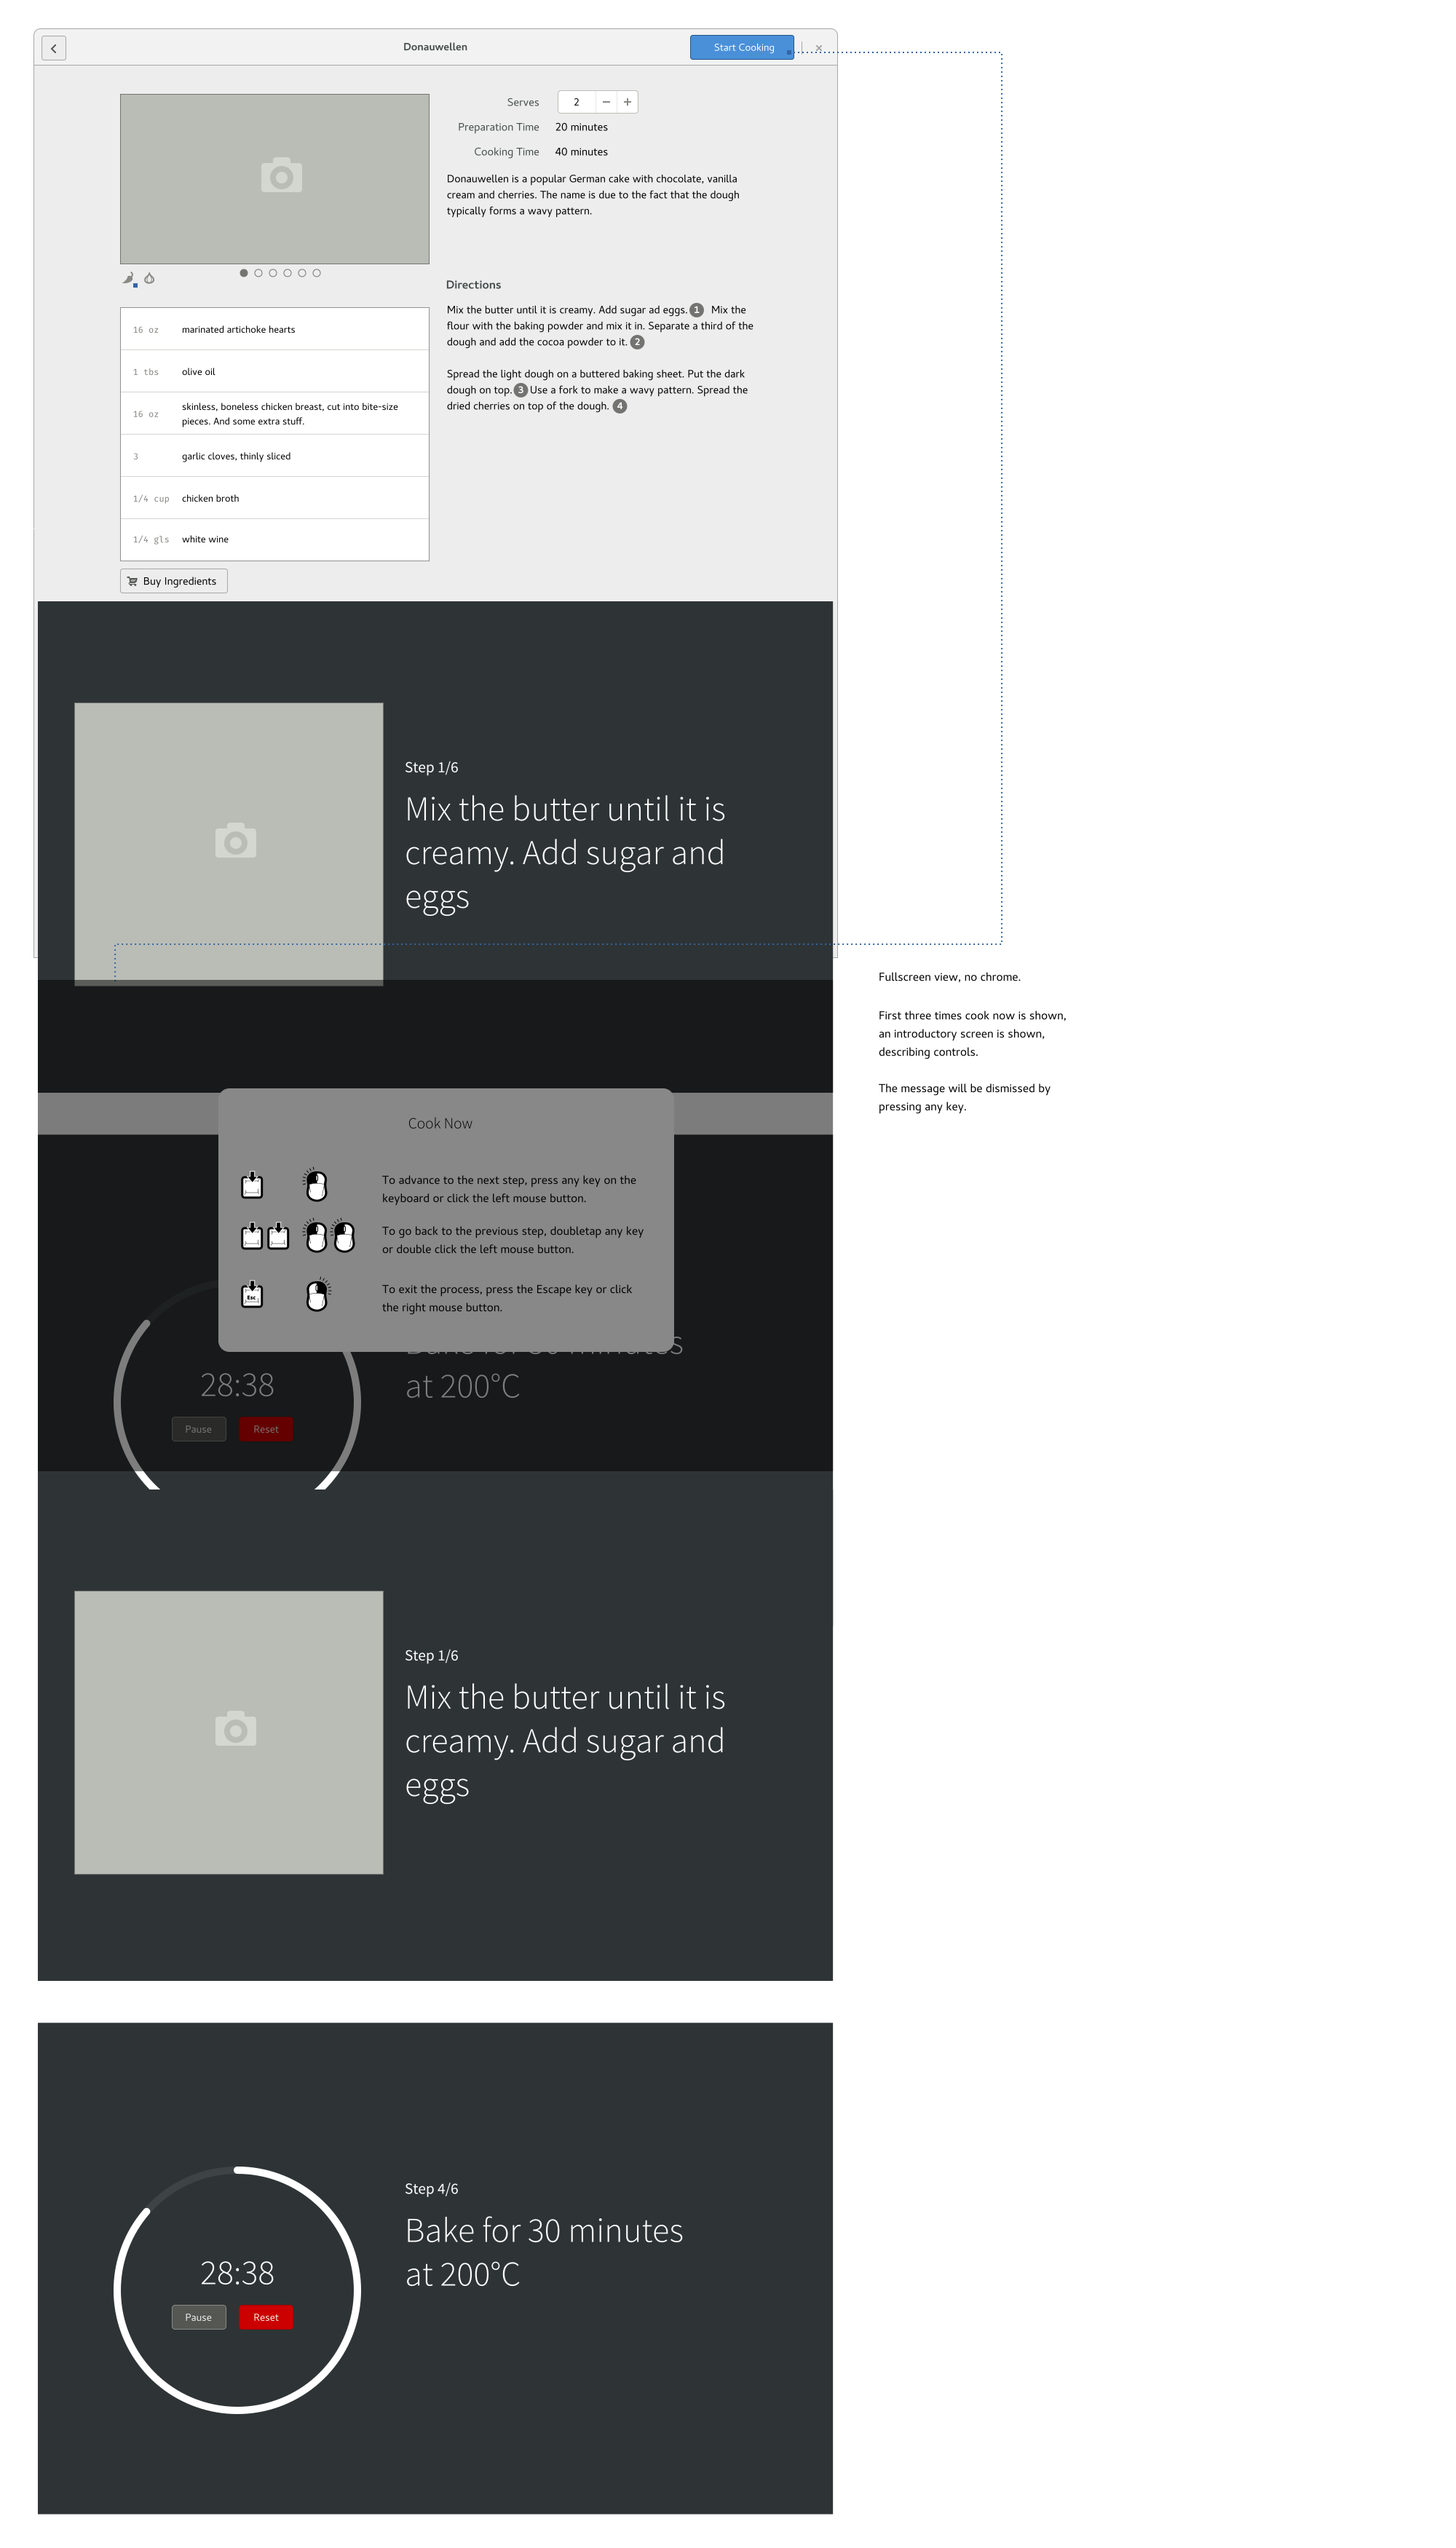 Donauwellen
Start Cooking
Serves
2
Preparation Time 20 minutes
Cooking Time 40 minutes
Donauwellen is a popular German cake with chocolate, vanilla
cream and cherries. The name is due to the fact that the dough
typically forms a wavy pattern.
Directions
Mix the butter until it is creamy. Add sugar ad eggs. 1 Mix the
flour with the baking powder and mix it in. Separate a third of the
dough and add the cocoa powder to it. 2
Spread the light dough on a buttered baking sheet. Put the dark
dough on top. 3 Use a fork to make a wavy pattern. Spread the
dried cherries on top of the dough. 4
16 oz marinated artichoke hearts
1 tbs olive oil
16 oz skinless, boneless chicken breast, cut into bite-size
pieces. And some extra stuff.
3 garlic cloves, thinly sliced
1/4 cup chicken broth
1/4 gls white wine
Buy Ingredients
Step 1/6
Mix the butter until it is
creamy. Add sugar and
eggs
Fullscreen view, no chrome.
First three times cook now is shown,
an introductory screen is shown,
describing controls.
The message will be dismissed by
pressing any key.
Cook Now
To advance to the next step, press any key on the
keyboard or click the left mouse button.
To go back to the previous step, doubletap any key
or double click the left mouse button.
Esc
To exit the process, press the Escape key or click
the right mouse button.
Bake for 30 minutes
at 200°C
28:38
Pause
Reset
Step 1/6
Mix the butter until it is
creamy. Add sugar and
eggs
Step 4/6
Bake for 30 minutes
at 200°C
28:38
Pause
Reset